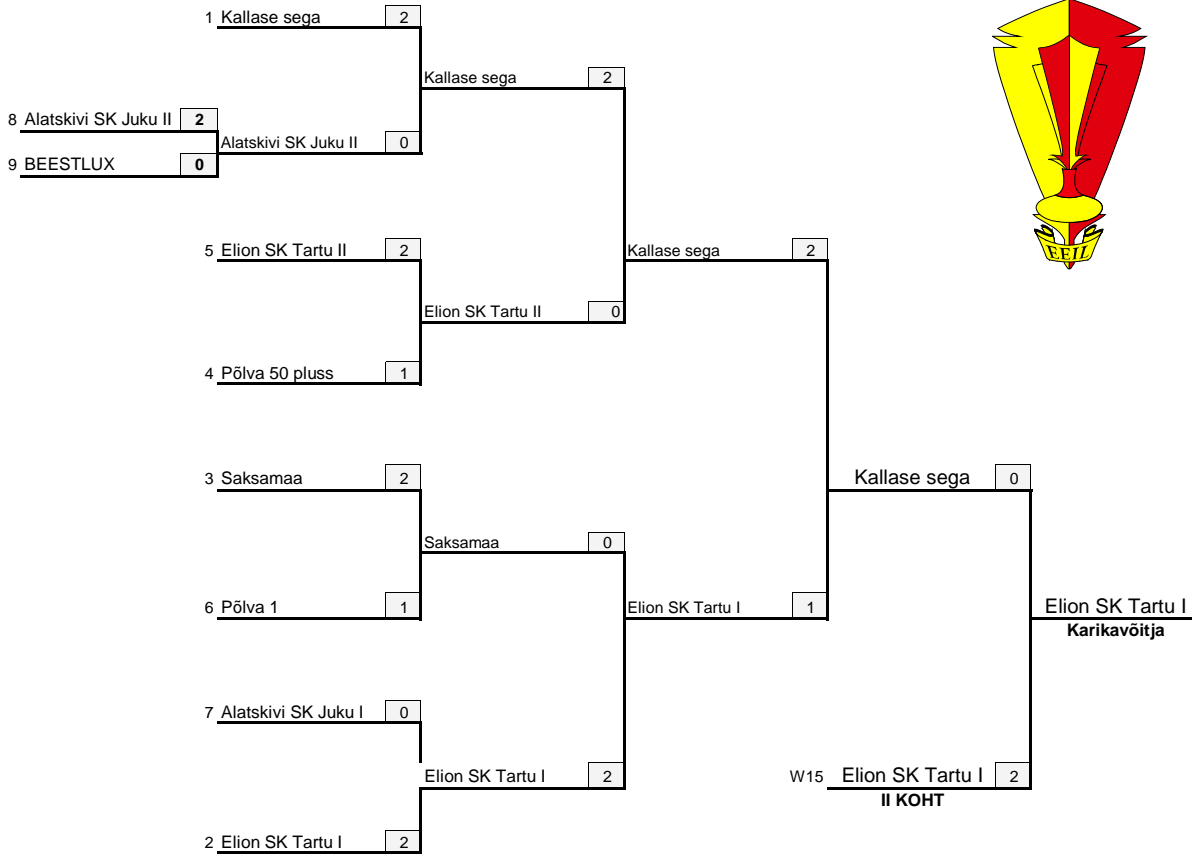 1 Kallase sega 2
Kallase sega 2
8 Alatskivi SK Juku II 2
Alatskivi SK Juku II 0
9 BEESTLUX 0
5 Elion SK Tartu II 2
Kallase sega 2
EEIL
Elion SK Tartu II 0
4 Põlva 50 pluss 1
3 Saksamaa 2
Kallase sega 0
Saksamaa 0
6 Põlva 1 1
Elion SK Tartu I 1
Elion SK Tartu I
Karikavõitja
7 Alatskivi SK Juku I 0
Elion SK Tartu I 2
W15 Elion SK Tartu I 2
II KOHT
2 Elion SK Tartu I 2